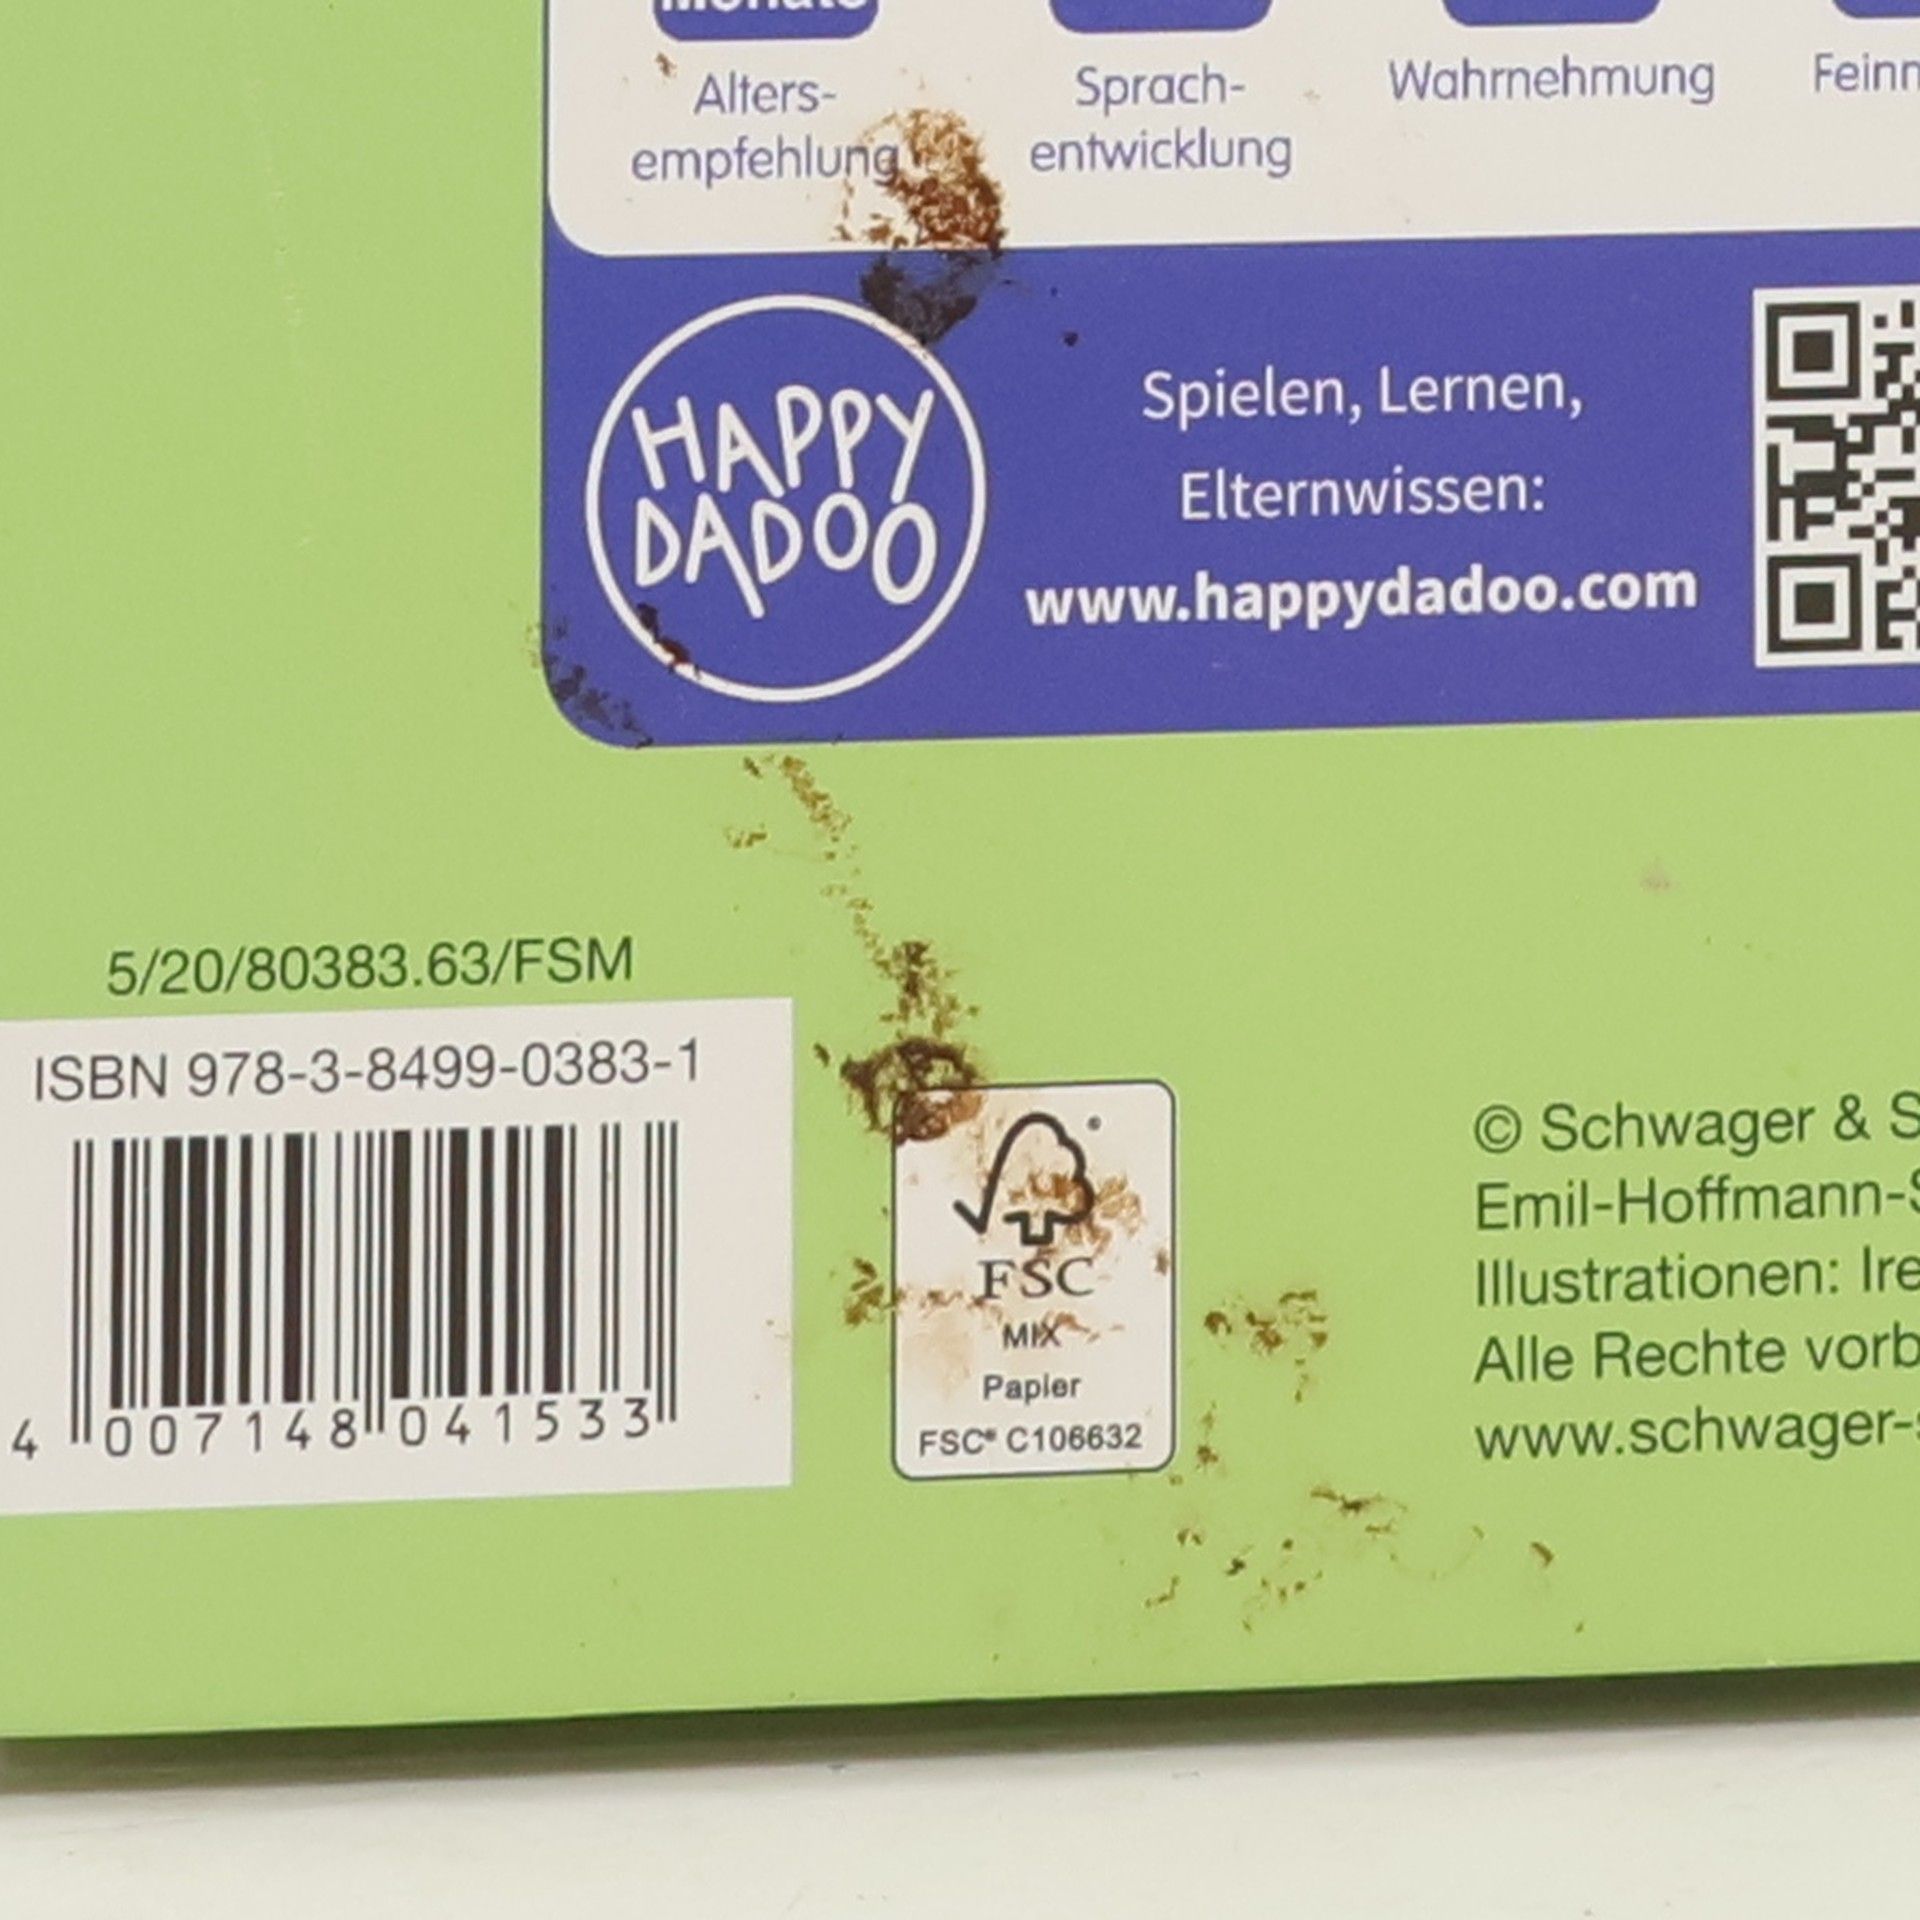 Monate
Alters-
empfehlung
Sprach-
entwicklung
Wahrnehmung
HAPPY
DADOO
Spielen, Lernen,
Elternwissen:
www.happydadoo.com
5/20/80383.63/FSM
ISBN 978-3-8499-0383-1
4 007148 041533
FSC
MIX
Papier
FSC® C106632
© Schwager & S
Emil-Hoffmann-S
Illustrationen: Ire
Alle Rechte vorb
www.schwager-s